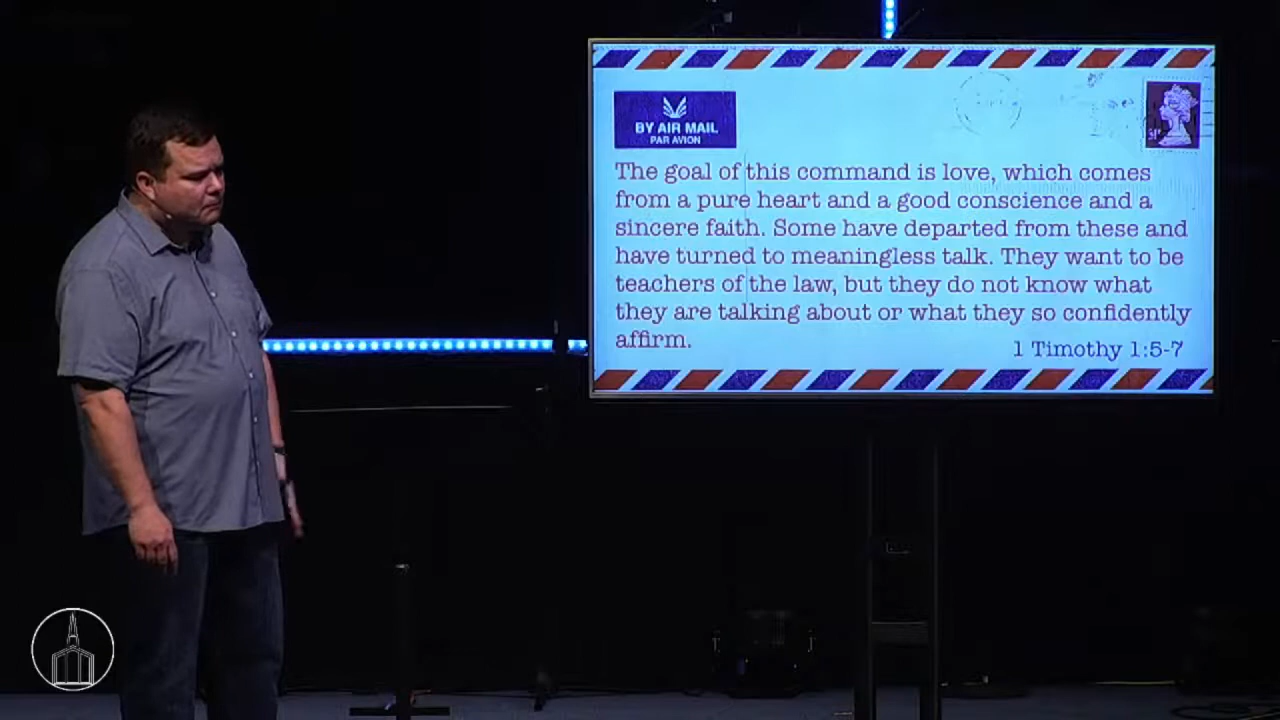 BY AIR MAIL
PAR AVION
The goal of this command is love, which comes
from a pure heart and a good conscience and a
sincere faith. Some have departed from these and
have turned to meaningless talk. They want to be
teachers of the law, but they do not know what
they are talking about or what they so confidently
affirm.
1 Timothy 1:5-7